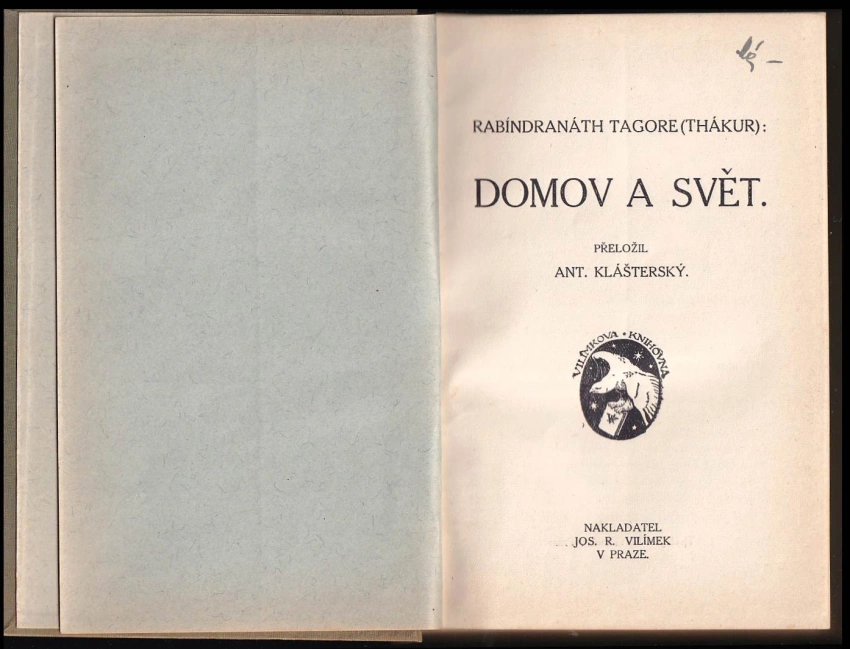 RABÍNDRANÁTH TAGORE (THÁKUR):
DOMOV A SVĚT.
PŘELOŽIL
ANT. KLÁŠTERSKÝ.
VILÍMKOVA • KNIHOVNA
NAKLADATEL
JOS. R. VILÍMEK
V PRAZE.